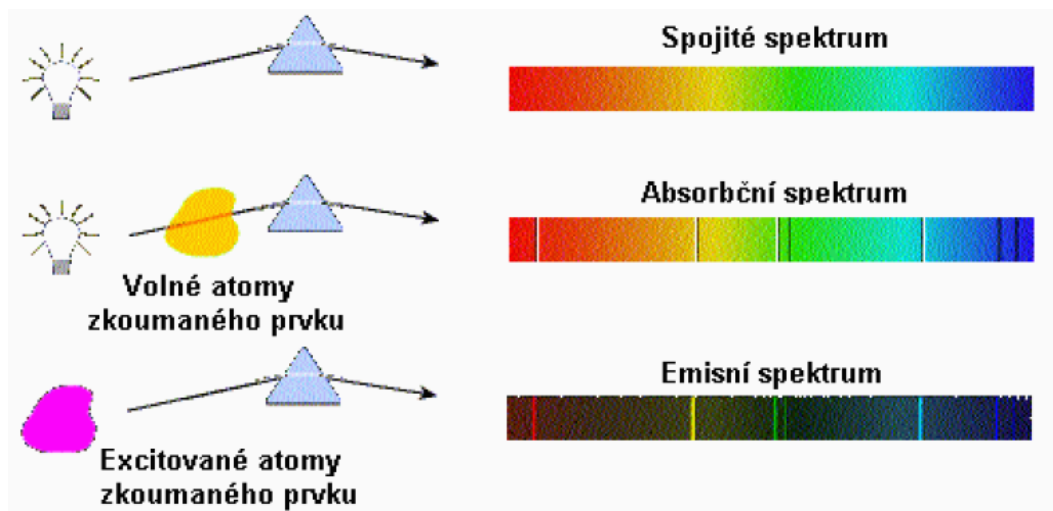 Spojité spektrum
Absorbční spektrum
Volné atomy
zkoumaného prvku
Emisní spektrum
Excitované atomy
zkoumaného prvku